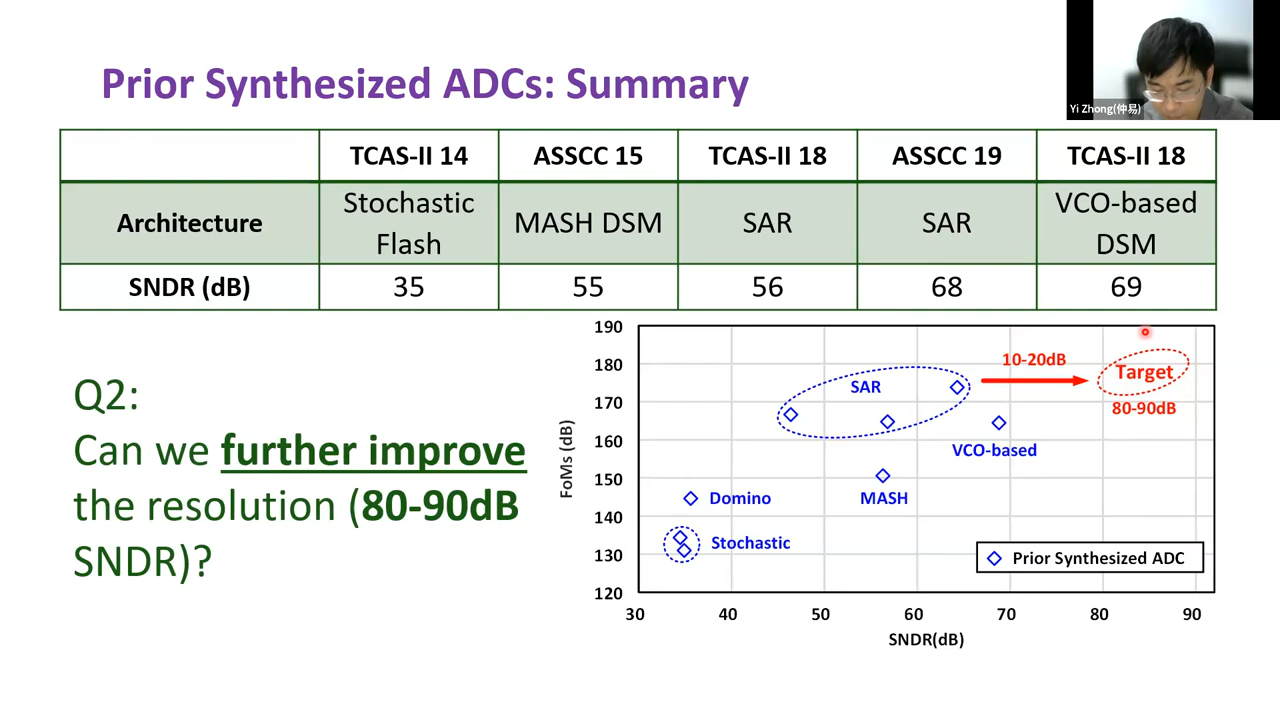 Prior Synthesized ADCs: Summary
Yi Zhong(仲易)
TCAS-II 14 ASSCC 15 TCAS-II 18 ASSCC 19 TCAS-II 18
Architecture Stochastic Flash MASH DSM SAR SAR VCO-based DSM
SNDR (dB) 35 55 56 68 69
Q2:
Can we further improve
the resolution (80-90dB
SNDR)?
190
180
170
160
150
140
130
120
FoMs (dB)
30 40 50 60 70 80 90
SNDR(dB)
SAR
10-20dB
Target
80-90dB
VCO-based
MASH
Domino
Stochastic
Prior Synthesized ADC